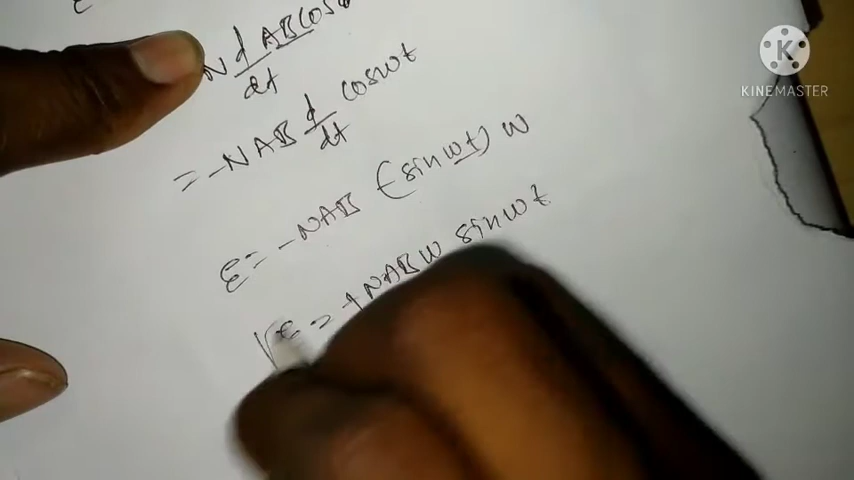 ε
N d/dt ABcos
= -NAB d/dt cosωt
ε = -NAB (-sinωt) ω
ε = +NABω sinωt
KINEMASTER